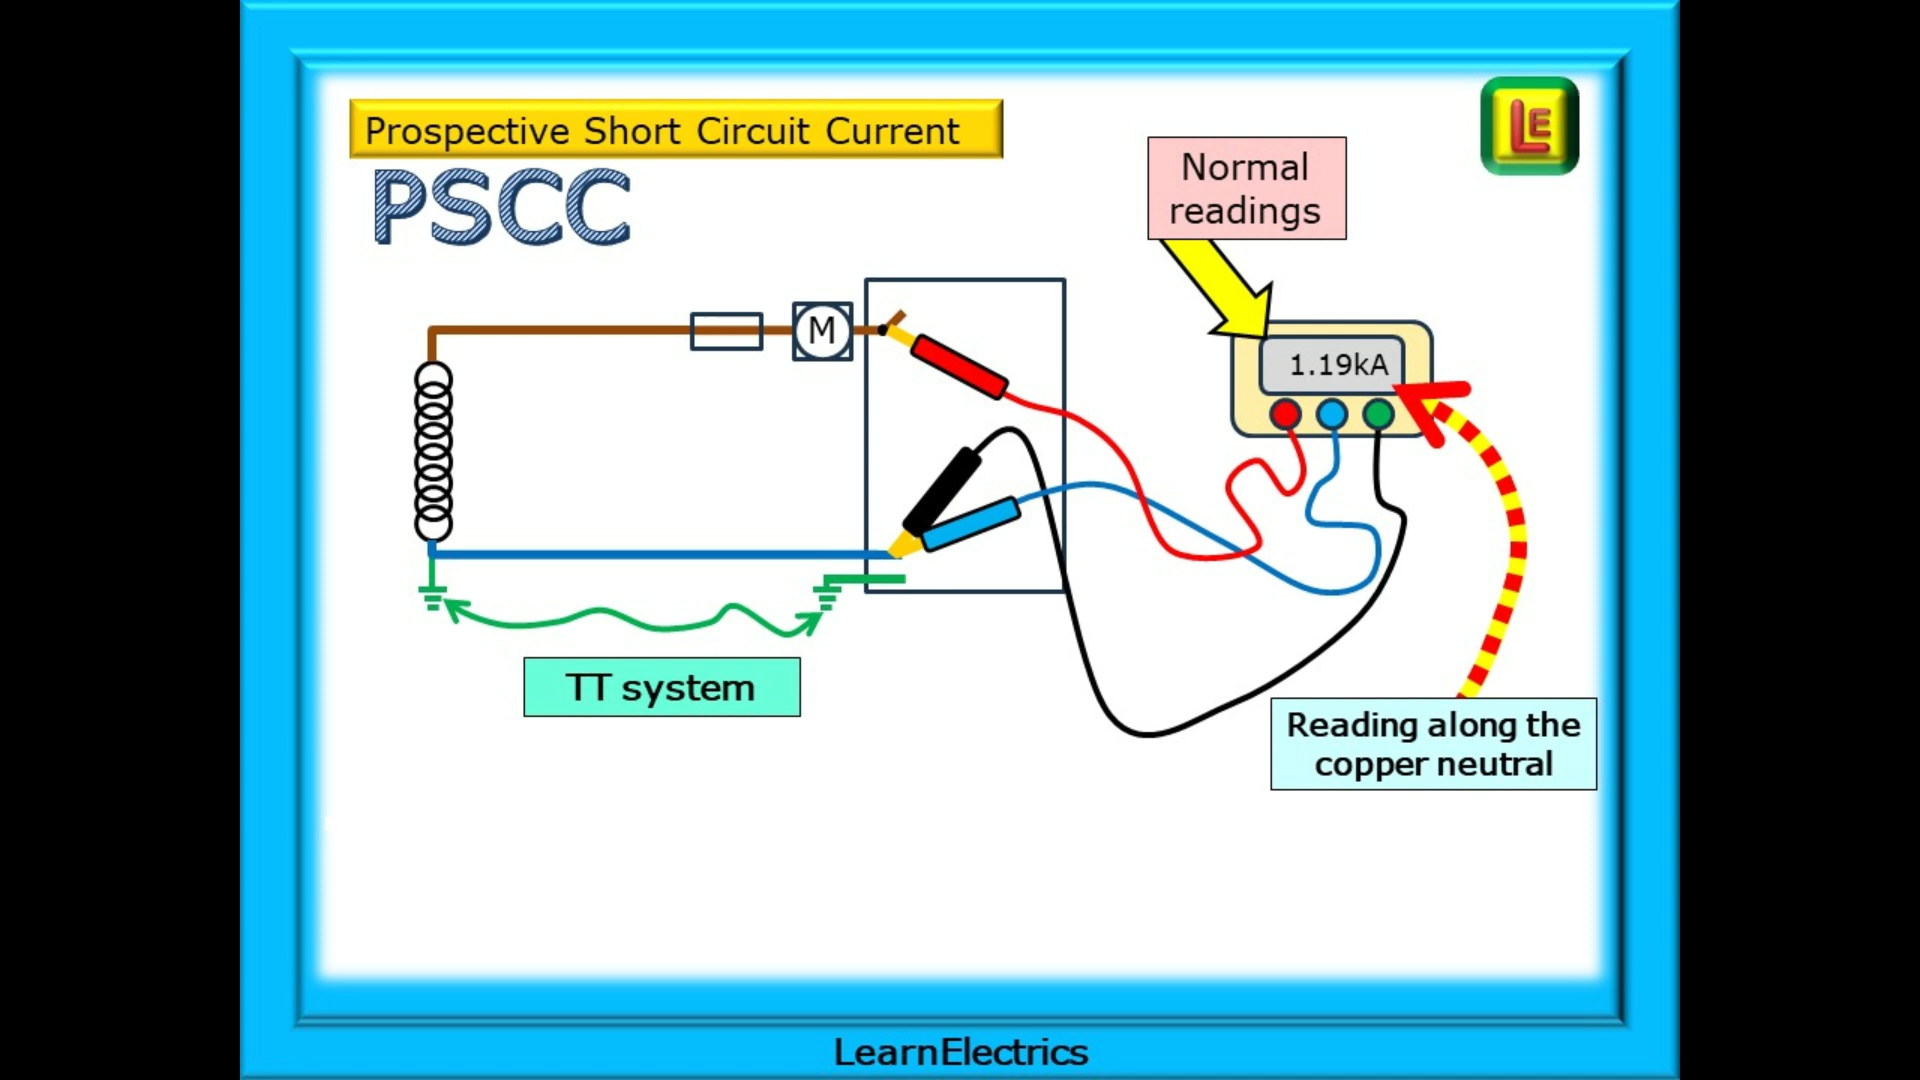 Prospective Short Circuit Current
PSCC
LE
Normal
readings
M
1.19kA
TT system
Reading along the
copper neutral
LearnElectrics